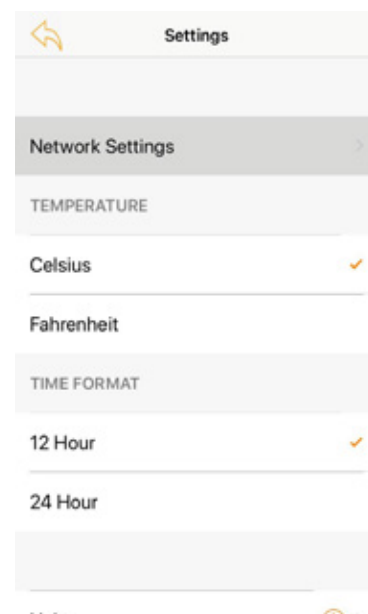 Settings
Network Settings
TEMPERATURE
Celsius
Fahrenheit
TIME FORMAT
12 Hour
24 Hour